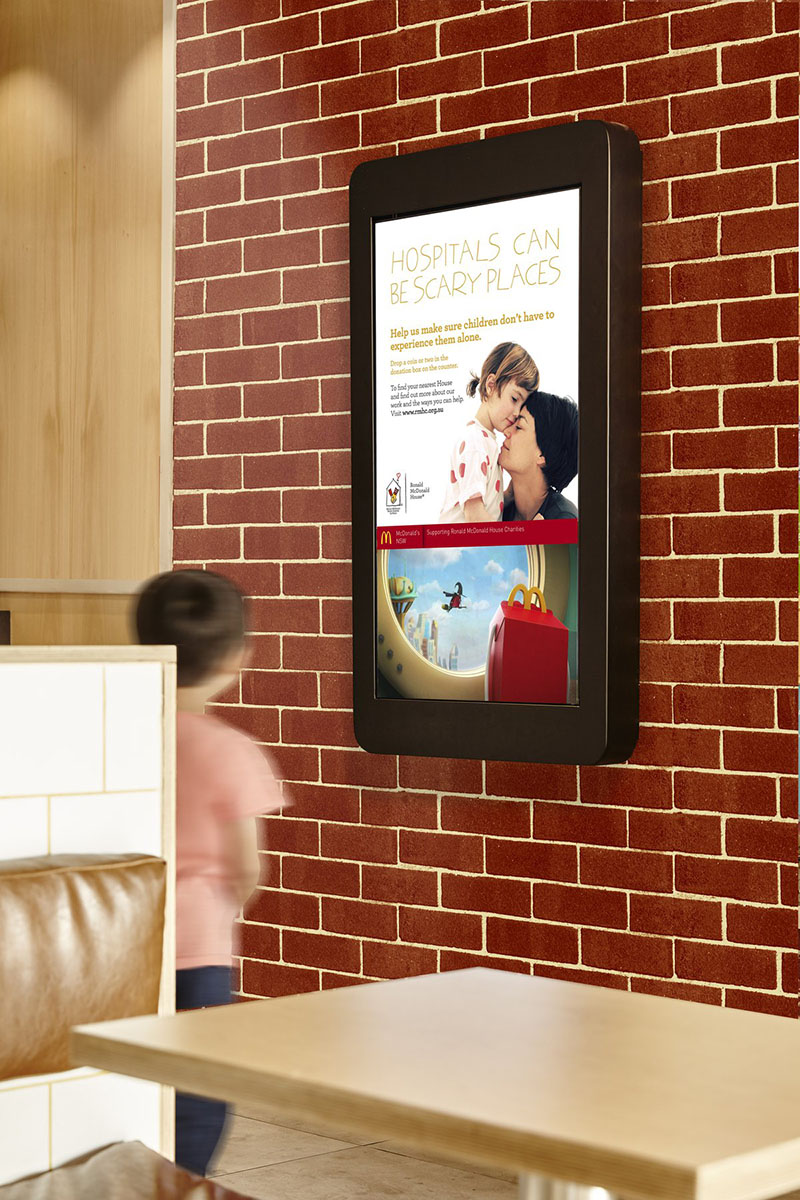 HOSPITALS CAN
BE SCARY PLACES
Help us make sure children don't have to
experience them alone.
Drop a coin or two in the
donation box on the counter.
To find your nearest House
and find out more about our
work and the ways you can help.
Visit www.rmhc.org.au
Ronald
McDonald
House®
McDonald's
NSW
Supporting Ronald McDonald House Charities